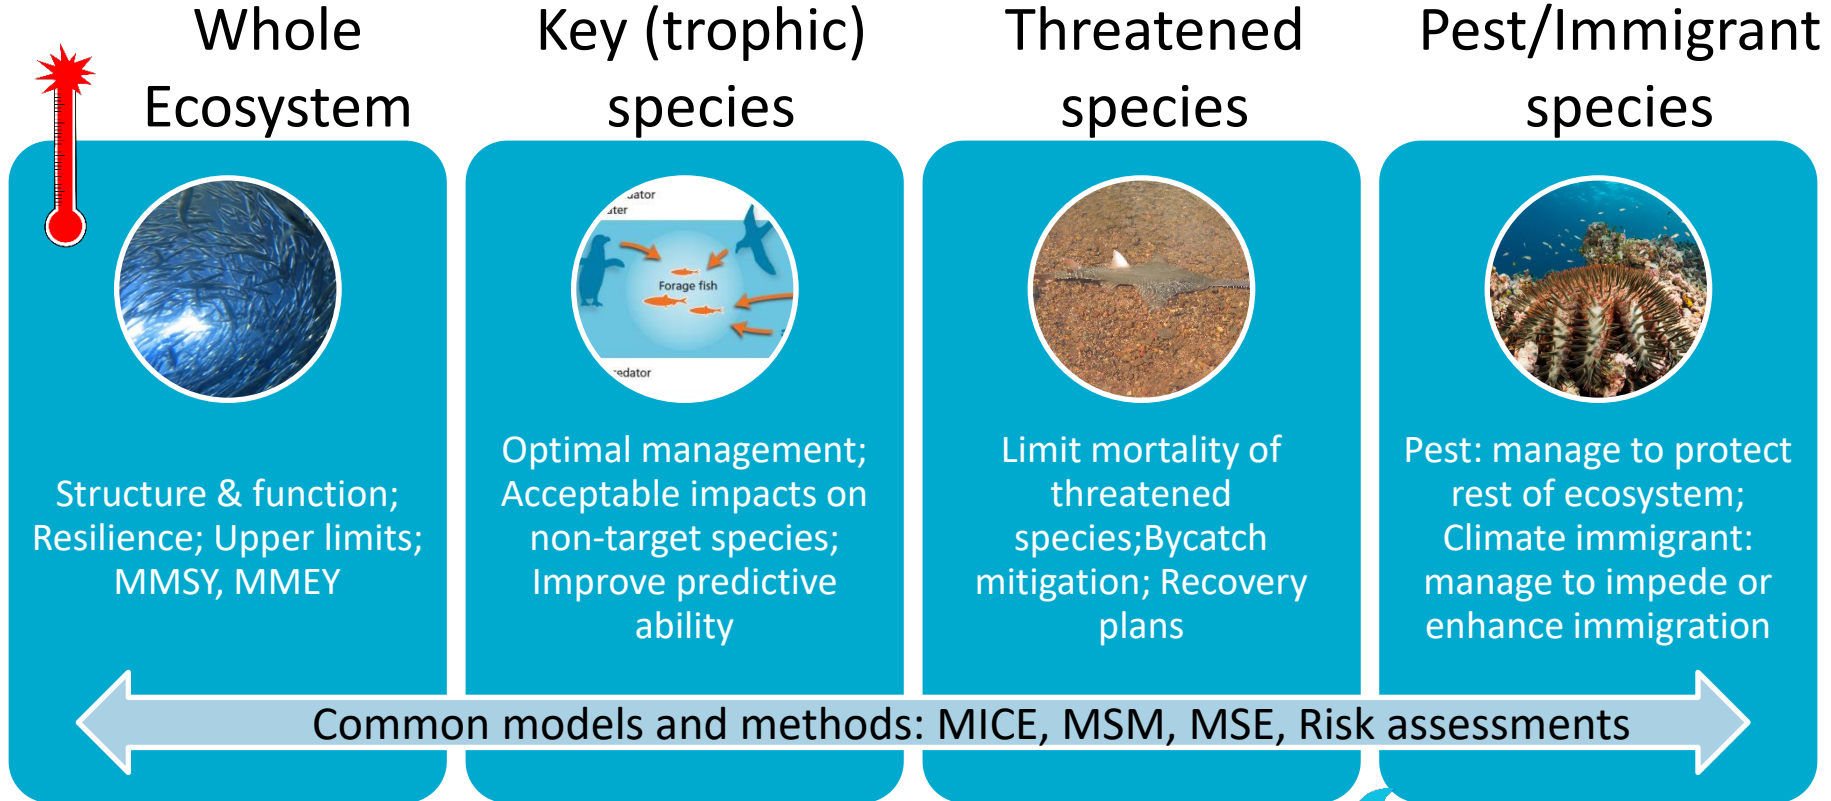 Whole
Ecosystem
Key (trophic)
species
Threatened
species
Pest/Immigrant
species
Structure & function;
Resilience; Upper limits;
MMSY, MMEY
Forage fish
Optimal management;
Acceptable impacts on
non-target species;
Improve predictive
ability
Limit mortality of
threatened
species;Bycatch
mitigation; Recovery
plans
Pest: manage to protect
rest of ecosystem;
Climate immigrant:
manage to impede or
enhance immigration
Common models and methods: MICE, MSM, MSE, Risk assessments